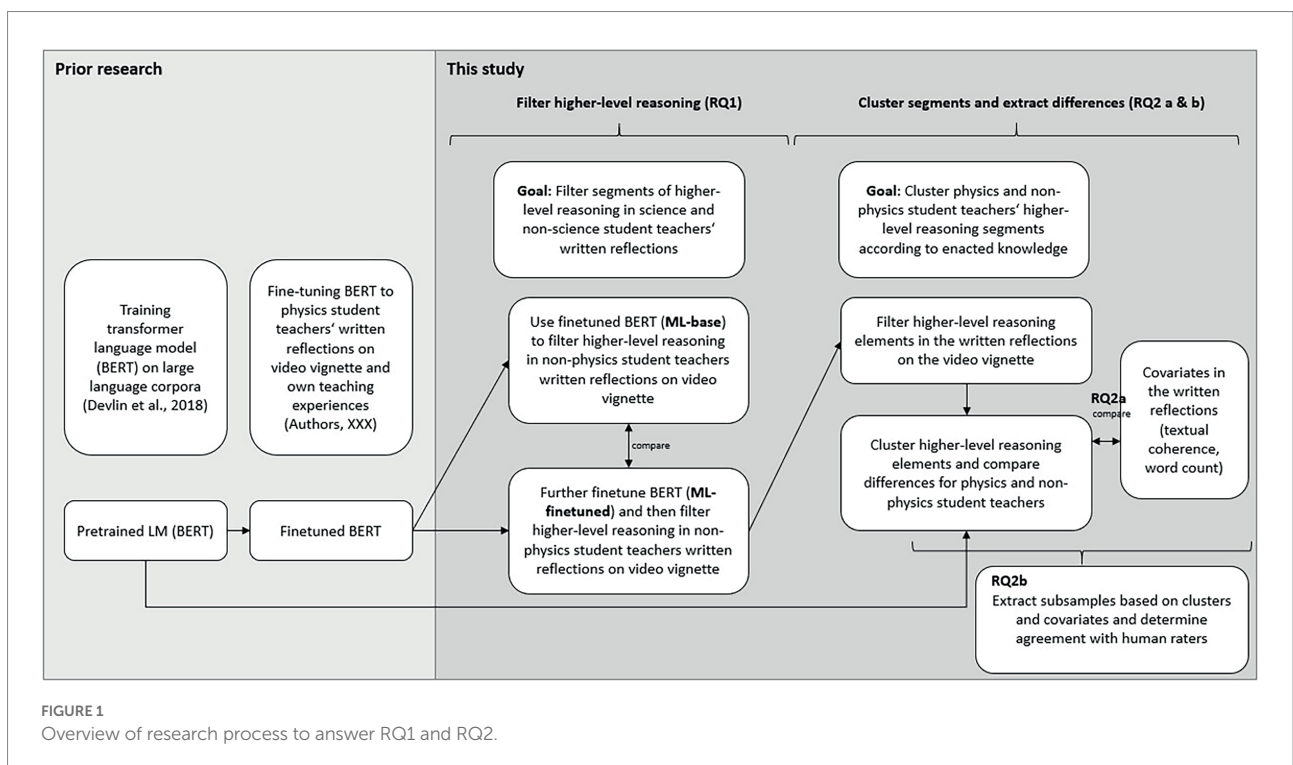 Prior research
This study
Filter higher-level reasoning (RQ1)
Cluster segments and extract differences (RQ2 a & b)
Goal: Filter segments of higher-
level reasoning in science and
non-science student teachers‘
written reflections
Goal: Cluster physics and non-
physics student teachers‘ higher-
level reasoning segments
according to enacted knowledge
Training
transformer
language model
(BERT) on large
language corpora
(Devlin et al., 2018)
Fine-tuning BERT to
physics student
teachers‘ written
reflections on
video vignette and
own teaching
experiences
(Authors, XXX)
Use finetuned BERT (ML-base)
to filter higher-level reasoning
in non-physics student teachers
written reflections on video
vignette
Filter higher-level reasoning
elements in the written reflections
on the video vignette
Covariates in
the written
reflections
(textual
coherence,
word count)
RQ2a
compare
compare
Cluster higher-level reasoning
elements and compare
differences for physics and non-
physics student teachers
Pretrained LM (BERT)
Finetuned BERT
Further finetune BERT (ML-
finetuned) and then filter
higher-level reasoning in non-
physics student teachers written
reflections on video vignette
RQ2b
Extract subsamples based on clusters
and covariates and determine
agreement with human raters
FIGURE 1
Overview of research process to answer RQ1 and RQ2.